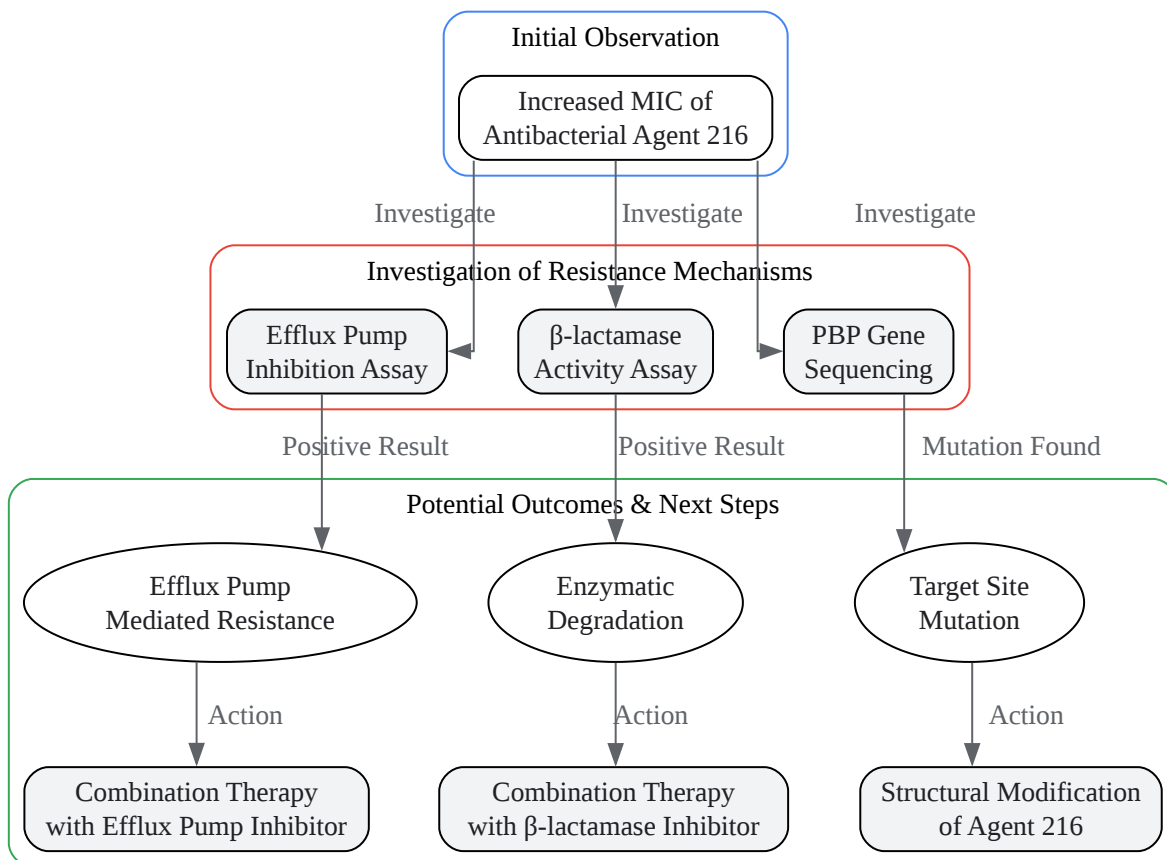 Initial Observation
Increased MIC of
Antibacterial Agent 216
Investigate
Investigate
Investigate
Investigation of Resistance Mechanisms
Efflux Pump
Inhibition Assay
β-lactamase
Activity Assay
PBP Gene
Sequencing
Positive Result
Positive Result
Mutation Found
Potential Outcomes & Next Steps
Efflux Pump
Mediated Resistance
Enzymatic
Degradation
Target Site
Mutation
Action
Action
Action
Combination Therapy
with Efflux Pump Inhibitor
Combination Therapy
with β-lactamase Inhibitor
Structural Modification
of Agent 216